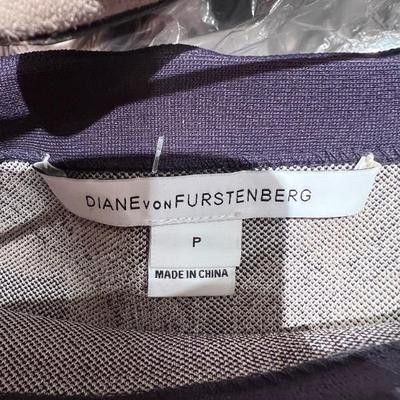 DIANE VON FURSTENBERG
P
MADE IN CHINA